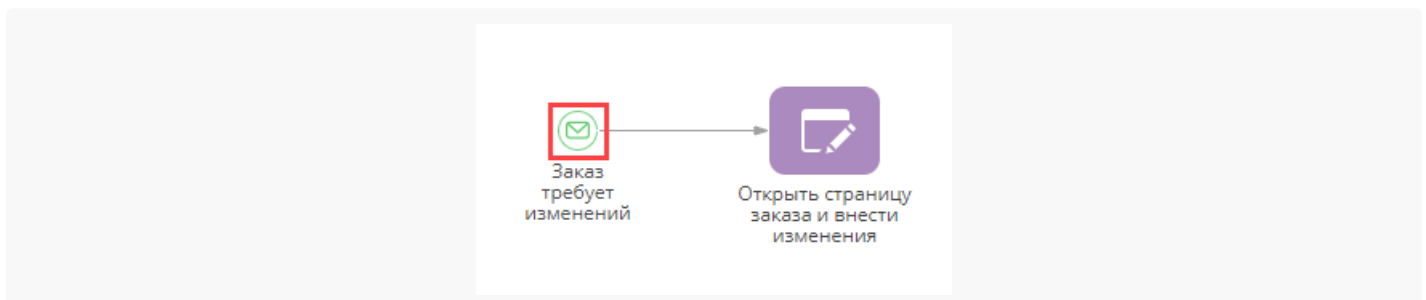 Заказ
требует
изменений
Открыть страницу
заказа и внести
изменения